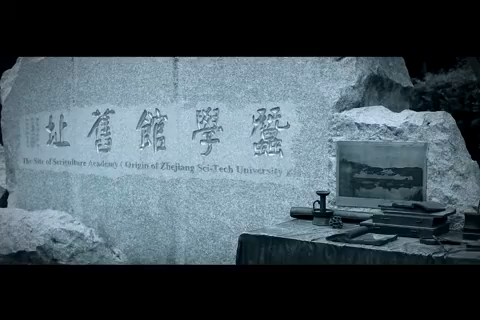 蠶學館舊址
The Site of Sericulture Academy ( Origin of Zhejiang Sci-Tech University )